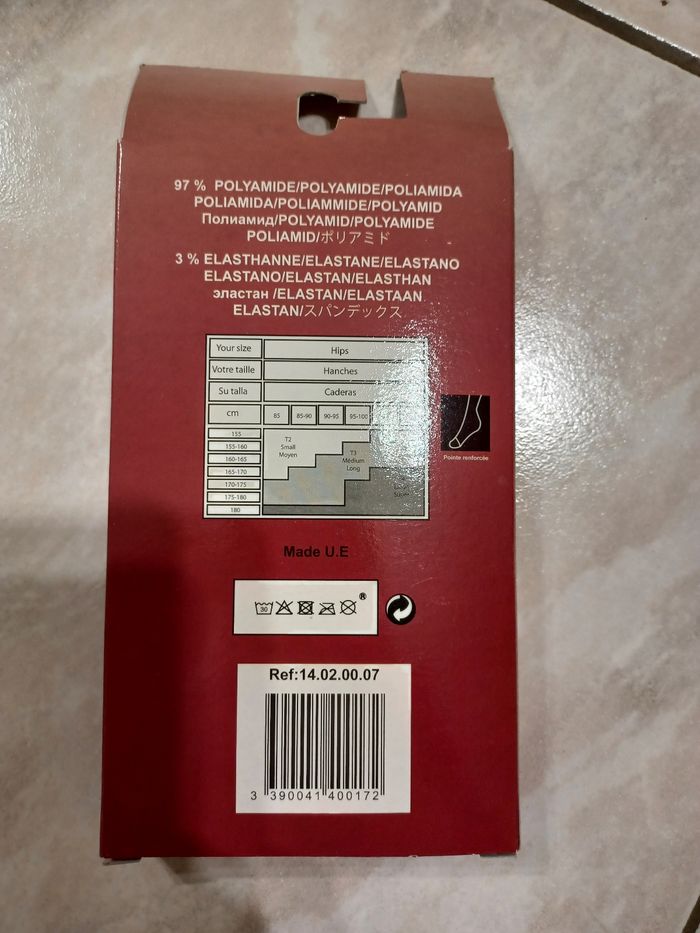 97 % POLYAMIDE/POLYAMIDE/POLIAMIDA
POLIAMIDA/POLIAMMIDE/POLYAMID
Полиамид/POLYAMID/POLYAMIDE
POLIAMID/ポリアミド
3 % ELASTHANNE/ELASTANE/ELASTANO
ELASTANO/ELASTAN/ELASTHAN
эластан /ELASTAN/ELASTAAN
ELASTAN/スパンデックス
Your size Hips
Votre taille Hanches
Su talla Caderas
cm 85 85-90 90-95 95-100
155
155-160
160-165
165-170
170-175
175-180
180
T2
Small
Moyen
T3
Médium
Long
Pointe renforcée
Made U.E
30 ®
Ref:14.02.00.07
3 390041 400172